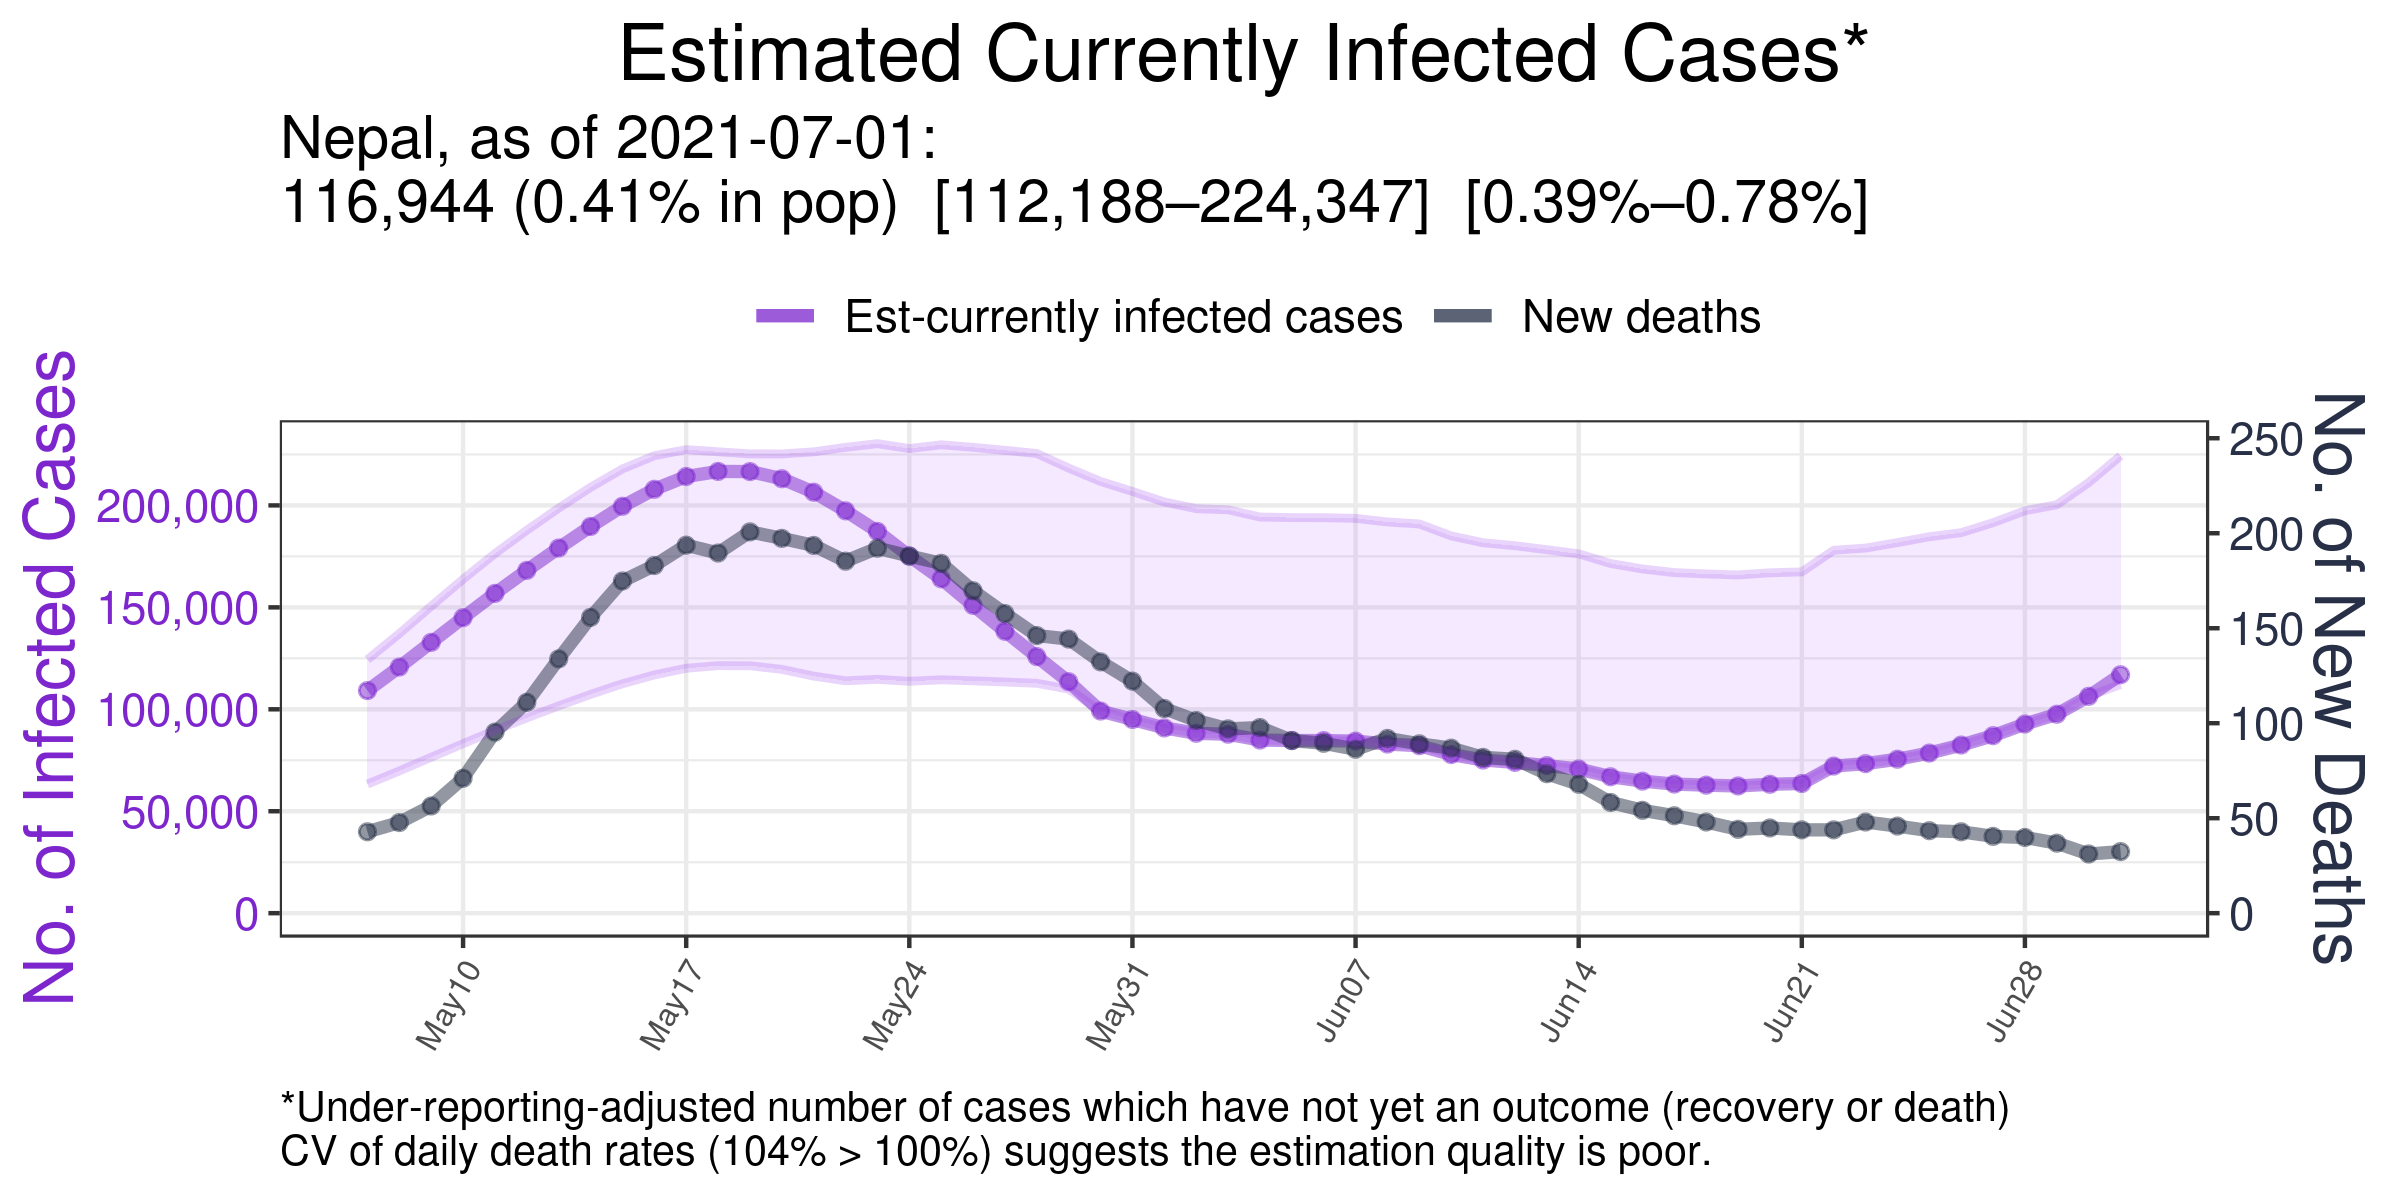 Estimated Currently Infected Cases*
Nepal, as of 2021-07-01:
116,944 (0.41% in pop) [112,188–224,347] [0.39%–0.78%]
Est-currently infected cases
New deaths
No. of Infected Cases
200,000
150,000
100,000
50,000
0
250
200
150
100
50
0
No. of New Deaths
May10
May17
May24
May31
Jun07
Jun14
Jun21
Jun28
*Under-reporting-adjusted number of cases which have not yet an outcome (recovery or death)
CV of daily death rates (104% > 100%) suggests the estimation quality is poor.